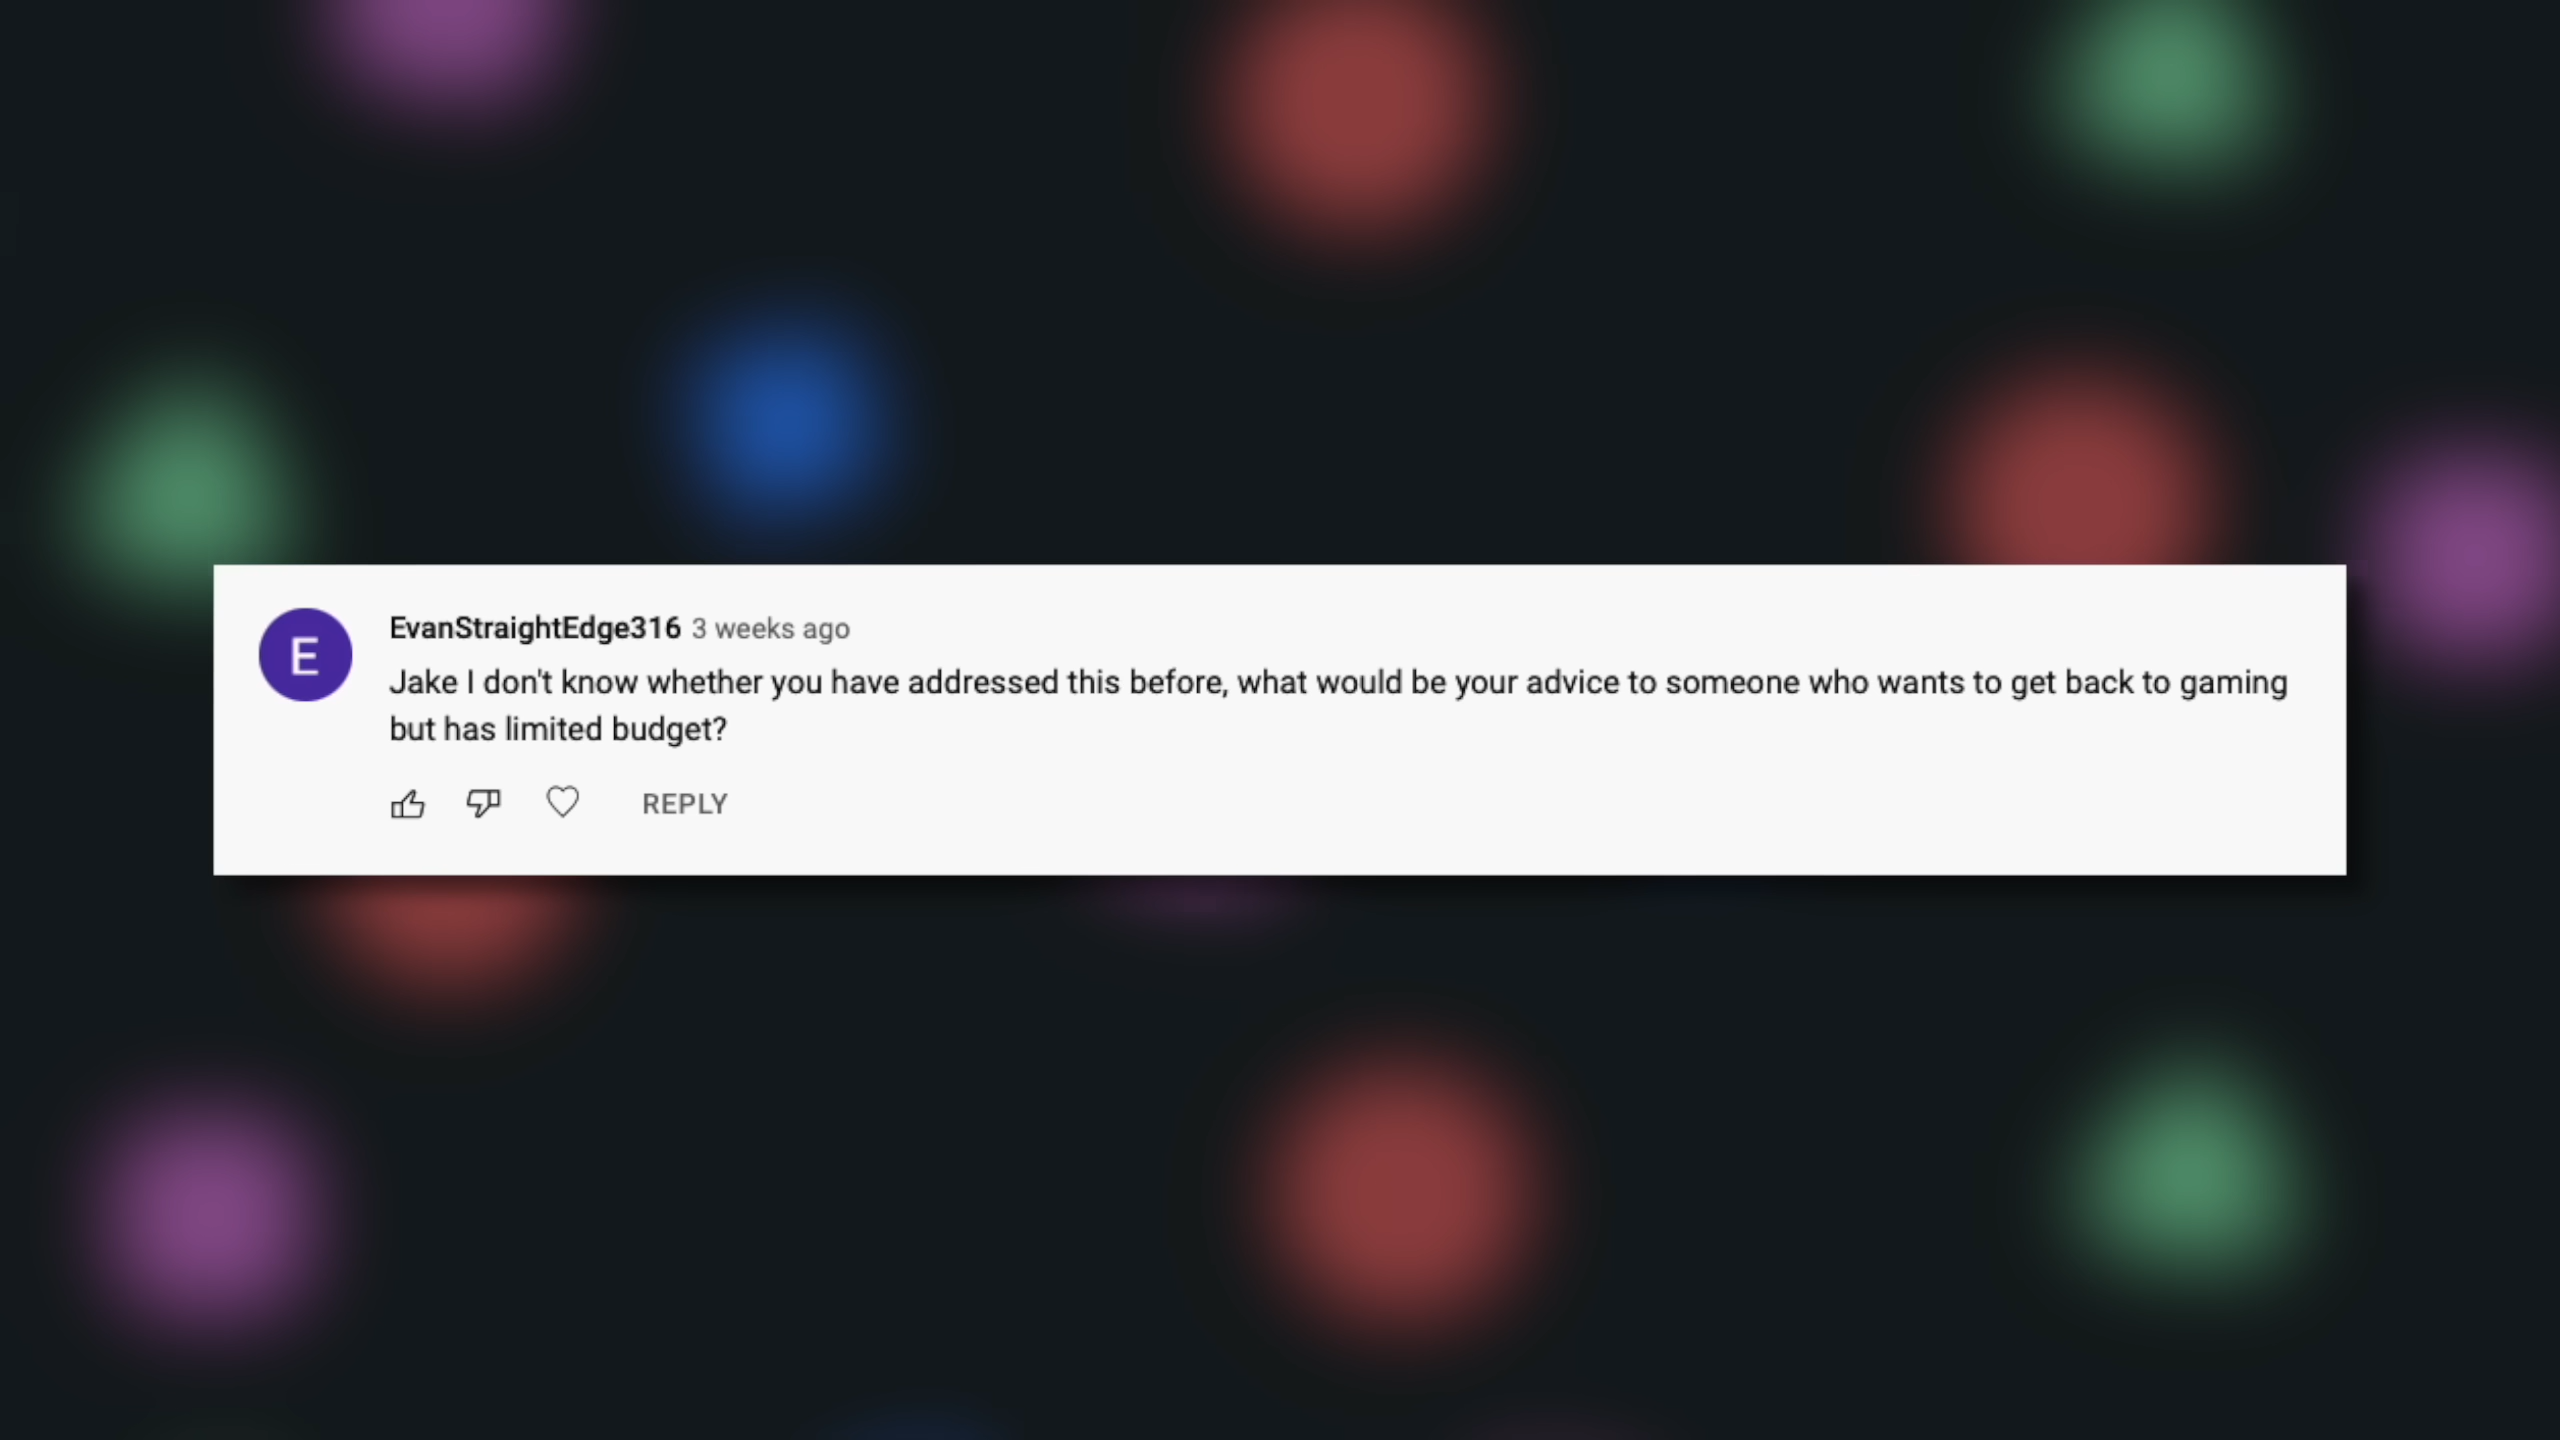 E
EvanStraightEdge316 3 weeks ago
Jake I don't know whether you have addressed this before, what would be your advice to someone who wants to get back to gaming
but has limited budget?
REPLY